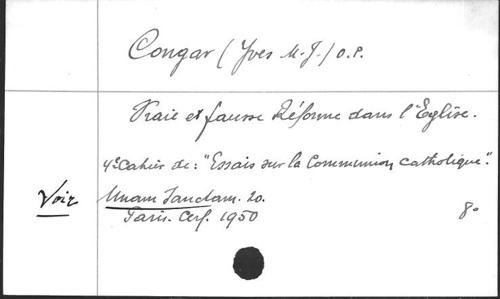 Congar (Yves M.J.) O.P.
Vraie et fausse Réforme dans l'Eglise.
4e Cahier de: "Essais sur la Communion catholique".
Voir Unam Sanctam. 20.
Paris. Cerf. 1950 8°